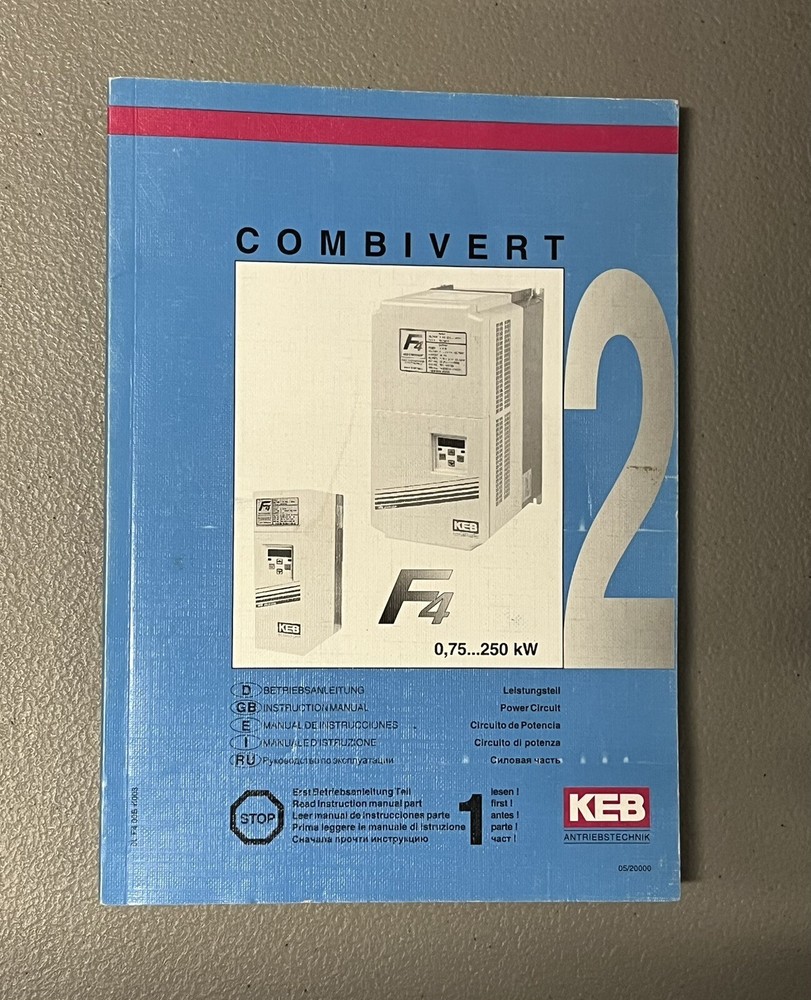 COMBIVERT
2
F4
KEB
F4
KEB
F4
0,75...250 kW
D BETRIEBSANLEITUNG Leistungsteil
GB INSTRUCTION MANUAL Power Circuit
E MANUAL DE INSTRUCCIONES Circuito de Potencia
I MANUALE D'ISTRUZIONE Circuito di potenza
RU Руководство по эксплуатации Силовая часть
STOP
Erst Betriebsanleitung Teil 1 lesen !
Read Instruction manual part first !
Leer manual de instrucciones parte antes !
Prima leggere le manuale di istruzione parte !
Сначала прочти инструкцию част !
KEB
ANTRIEBSTECHNIK
05/20000